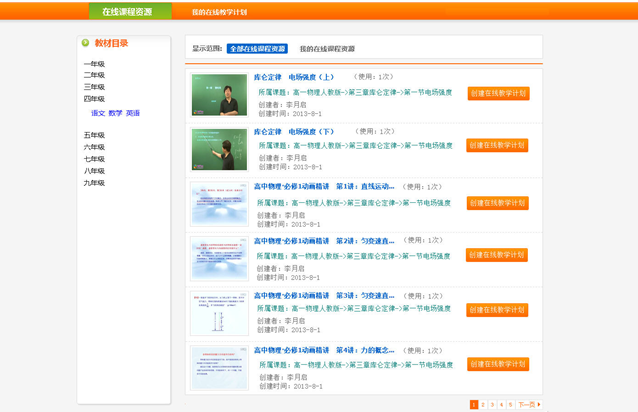 在线课程资源 我的在线教学计划
教材目录
一年级
二年级
三年级
四年级
语文 数学 英语
五年级
六年级
七年级
八年级
九年级
显示范围: 全部在线课程资源 我的在线课程资源
库仑定律 电场强度（上） （使用：1次）
所属课题：高一物理人教版->第三章库仑定律->第一节电场强度
创建者：李月启
创建时间：2013-8-1
创建在线教学计划
库仑定律 电场强度（下） （使用：1次）
所属课题：高一物理人教版->第三章库仑定律->第一节电场强度
创建者：李月启
创建时间：2013-8-1
创建在线教学计划
高中物理·必修1动画精讲 第1讲：直线运动... （使用：1次）
所属课题：高一物理人教版->第三章库仑定律->第一节电场强度
创建者：李月启
创建时间：2013-8-1
创建在线教学计划
高中物理·必修1动画精讲 第2讲：匀变速直... （使用：1次）
所属课题：高一物理人教版->第三章库仑定律->第一节电场强度
创建者：李月启
创建时间：2013-8-1
创建在线教学计划
高中物理·必修1动画精讲 第3讲：匀变速直... （使用：1次）
所属课题：高一物理人教版->第三章库仑定律->第一节电场强度
创建者：李月启
创建时间：2013-8-1
创建在线教学计划
高中物理·必修1动画精讲 第4讲：力的概念... （使用：1次）
所属课题：高一物理人教版->第三章库仑定律->第一节电场强度
创建者：李月启
创建时间：2013-8-1
创建在线教学计划
1 2 3 4 5 下一页